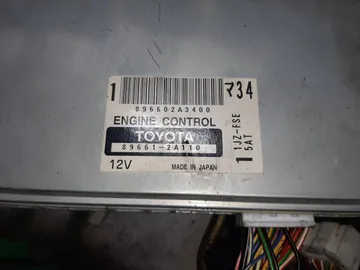 1 734
896602A3400
ENGINE CONTROL
TOYOTA
89661-2A110
12V MADE IN JAPAN
1 1JZ-FSE
5AT